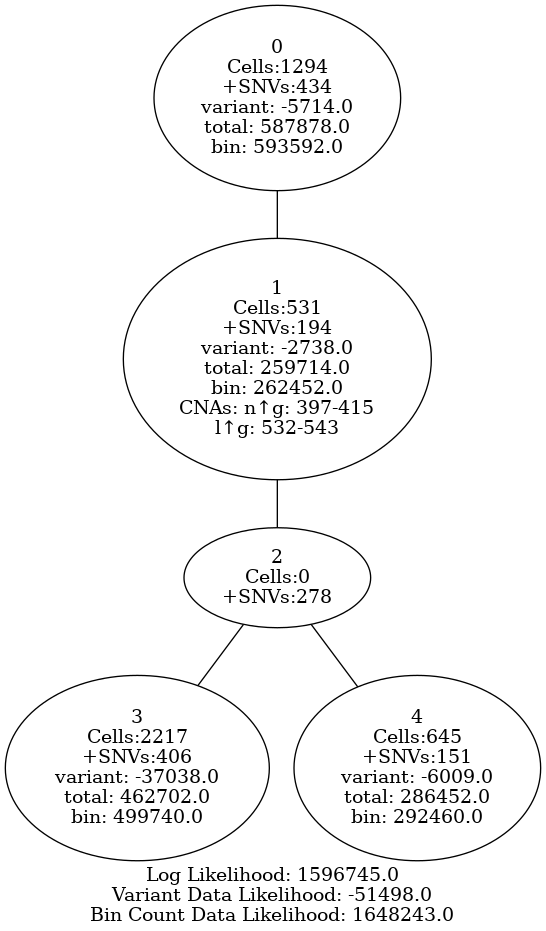 0
Cells:1294
+SNVs:434
variant: -5714.0
total: 587878.0
bin: 593592.0
1
Cells:531
+SNVs:194
variant: -2738.0
total: 259714.0
bin: 262452.0
CNAs: n↑g: 397-415
l↑g: 532-543
2
Cells:0
+SNVs:278
3
Cells:2217
+SNVs:406
variant: -37038.0
total: 462702.0
bin: 499740.0
4
Cells:645
+SNVs:151
variant: -6009.0
total: 286452.0
bin: 292460.0
Log Likelihood: 1596745.0
Variant Data Likelihood: -51498.0
Bin Count Data Likelihood: 1648243.0